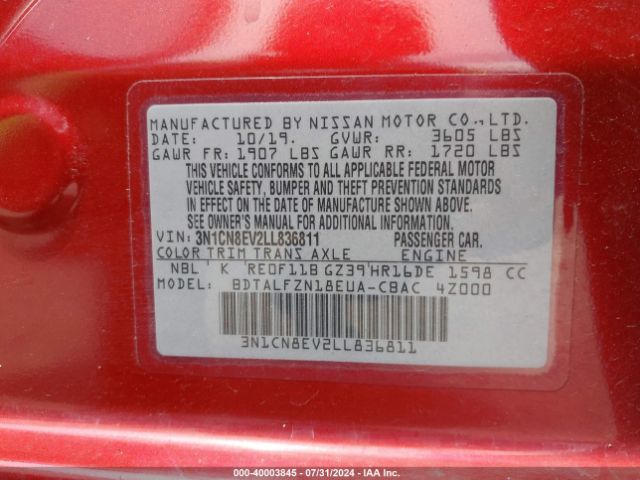 MANUFACTURED BY NISSAN MOTOR CO., LTD.
DATE: 10/19. GVWR: 3605 LBS
GAWR FR: 1907 LBS GAWR RR: 1720 LBS
THIS VEHICLE CONFORMS TO ALL APPLICABLE FEDERAL MOTOR
VEHICLE SAFETY, BUMPER AND THEFT PREVENTION STANDARDS
IN EFFECT ON THE DATE OF MANUFACTURE SHOWN ABOVE.
SEE OWNER'S MANUAL FOR ADDITIONAL INFORMATION.
VIN: 3N1CN8EV2LL836811 PASSENGER CAR.
COLOR TRIM TRANS AXLE ENGINE
NBL K RE0F11B GZ39 HR16DE 1598 CC
MODEL: BDTALFZN18EUA-CBAC 4Z000
3N1CN8EV2LL836811
000-40003845 - 07/31/2024 - IAA Inc.